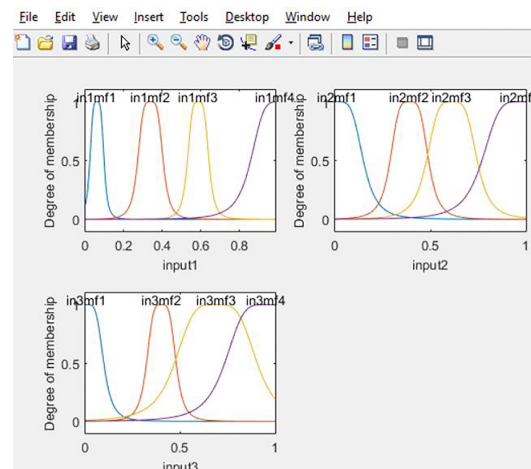 File Edit View Insert Tools Desktop Window Help
in1mf1 in1mf2 in1mf3 in1mf4
Degree of membership
0.5
0
0 0.2 0.4 0.6 0.8
input1
in2mf1 in2mf2 in2mf3
Degree of membership
0.5
0
0 0.5 1
input2
in3mf1 in3mf2 in3mf3 in3mf4
Degree of membership
1
0.5
0
0 0.5 1
input3